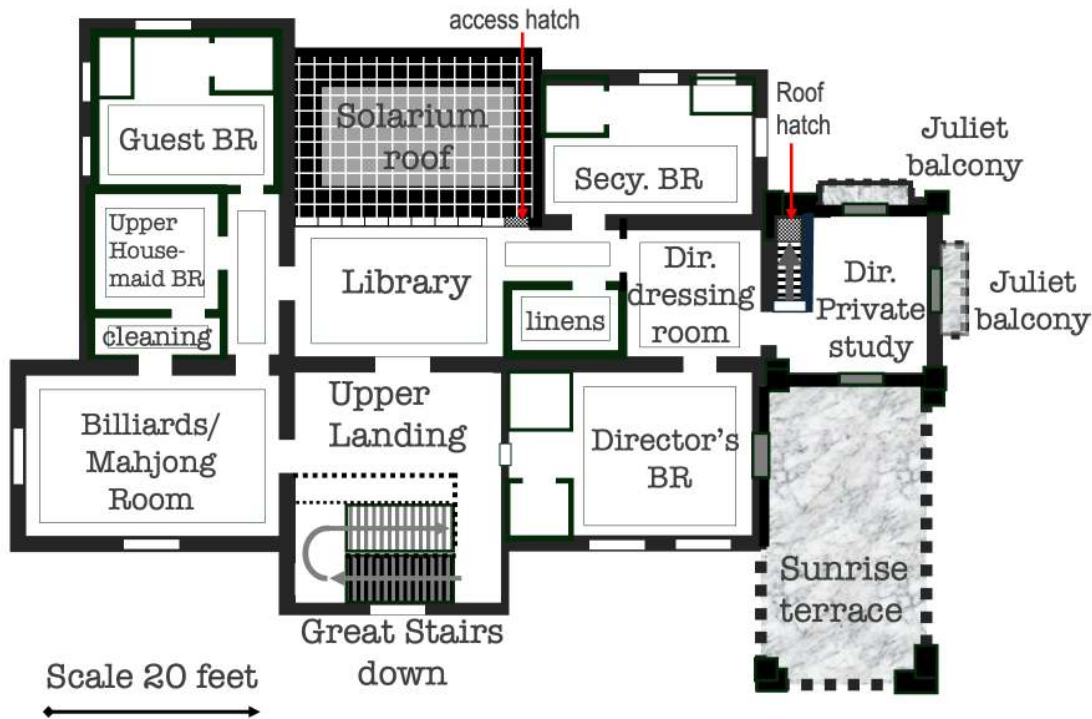 access hatch
Solarium
roof
Guest BR
Secy. BR
Roof
hatch
Juliet
balcony
Upper
House-
maid BR
cleaning
Library
linens
Dir.
dressing
room
Dir.
Private
study
Juliet
balcony
Billiards/
Mahjong
Room
Upper
Landing
Director's
BR
Sunrise
terrace
Great Stairs
down
Scale 20 feet